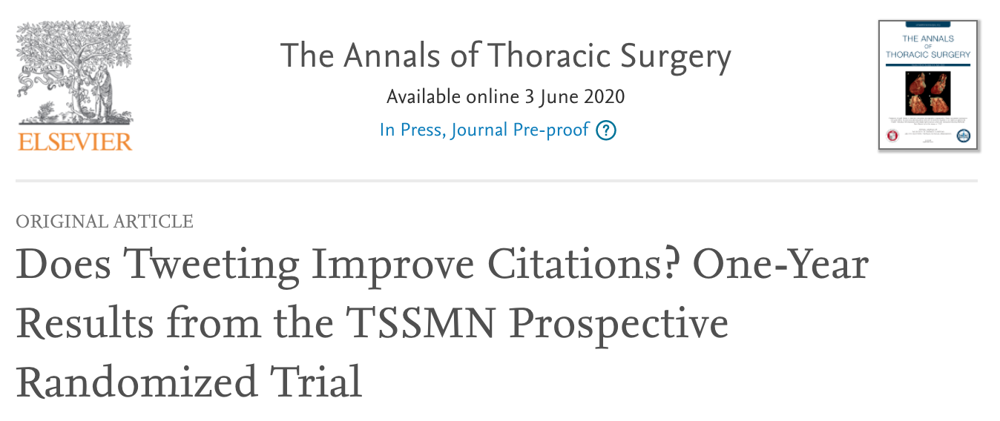 The Annals of Thoracic Surgery
Available online 3 June 2020
In Press, Journal Pre-proof ?
ELSEVIER
THE ANNALS
OF
THORACIC SURGERY
ORIGINAL ARTICLE
Does Tweeting Improve Citations? One-Year
Results from the TSSMN Prospective
Randomized Trial